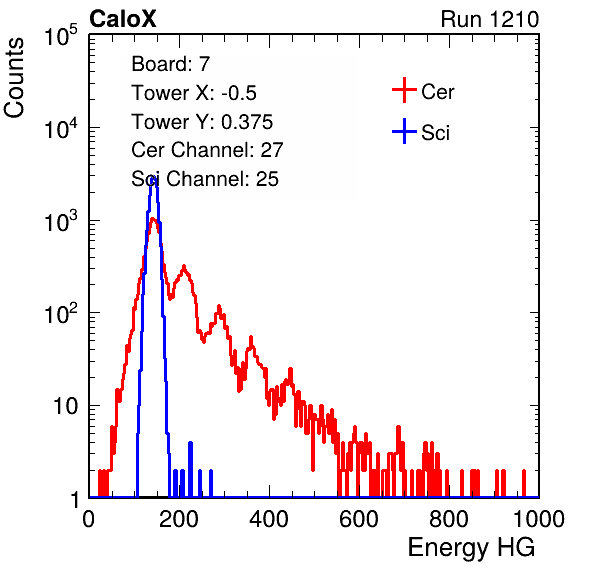 CaloX Run 1210
10^5
Counts
Board: 7
Tower X: -0.5
Tower Y: 0.375
Cer Channel: 27
Sci Channel: 25
Cer
Sci
10^4
10^3
10^2
10
1
0 200 400 600 800 1000
Energy HG